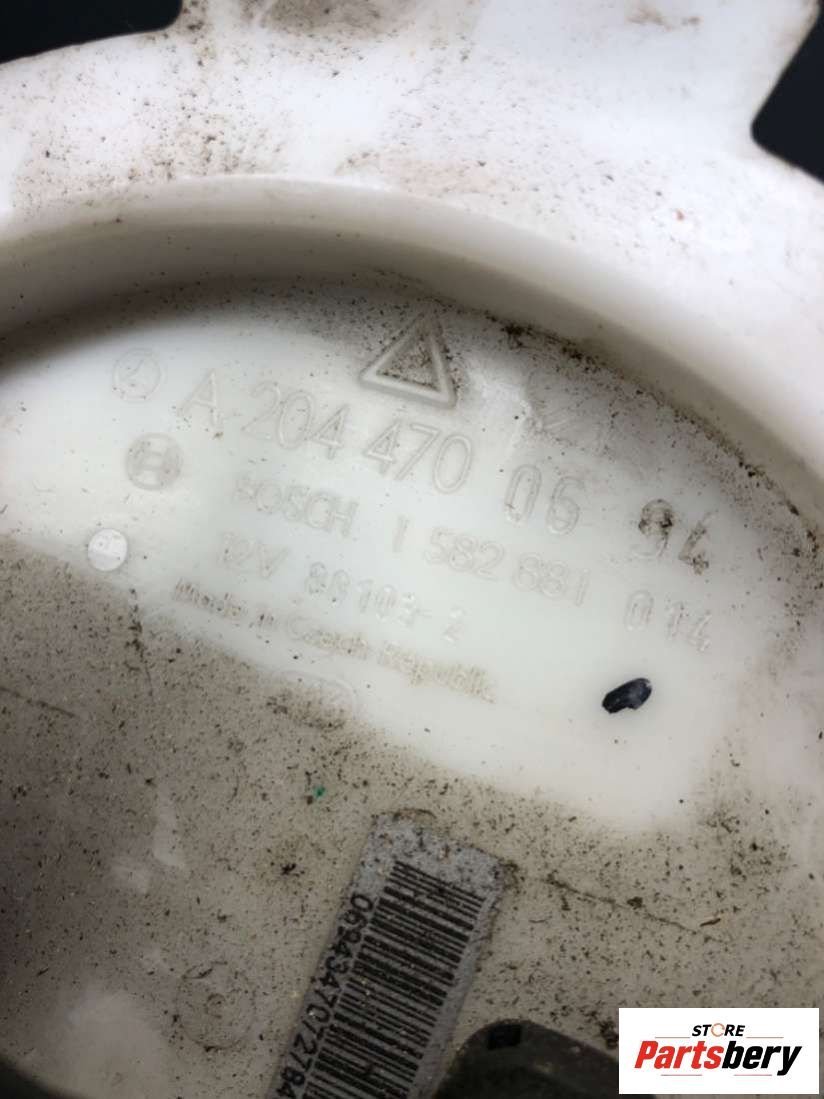 A 204 470 06 94
BOSCH 1 582 881 014
12V
Made in Czech Republic
STORE
Partsbery